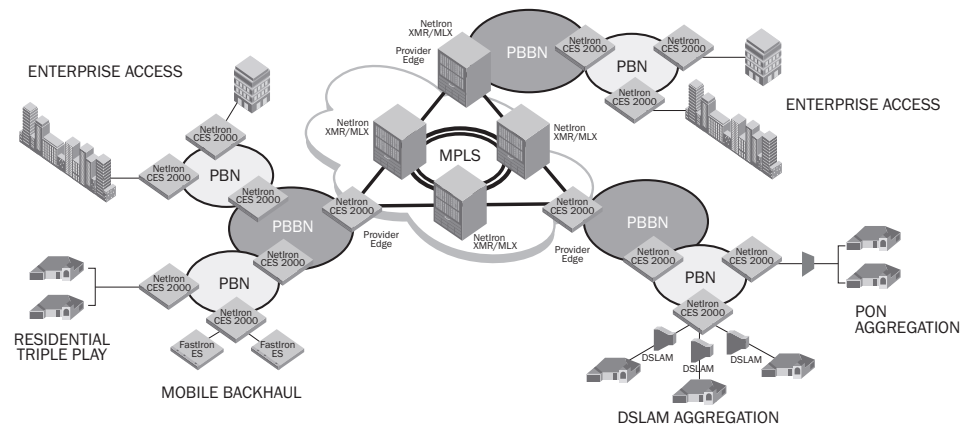 NetIron
XMR/MLX
Provider
Edge
PBBN
NetIron
CES 2000
PBN
NetIron
CES 2000
NetIron
CES 2000
ENTERPRISE ACCESS
ENTERPRISE ACCESS
NetIron
CES 2000
NetIron
CES 2000
PBN
NetIron
CES 2000
NetIron
XMR/MLX
NetIron
XMR/MLX
MPLS
NetIron
XMR/MLX
NetIron
CES 2000
Provider
Edge
NetIron
CES 2000
Provider
Edge
PBBN
NetIron
CES 2000
PBN
NetIron
CES 2000
NetIron
CES 2000
FastIron
ES
FastIron
ES
RESIDENTIAL
TRIPLE PLAY
MOBILE BACKHAUL
PBBN
NetIron
CES 2000
PBN
NetIron
CES 2000
NetIron
CES 2000
PON
AGGREGATION
DSLAM
DSLAM
DSLAM
DSLAM AGGREGATION